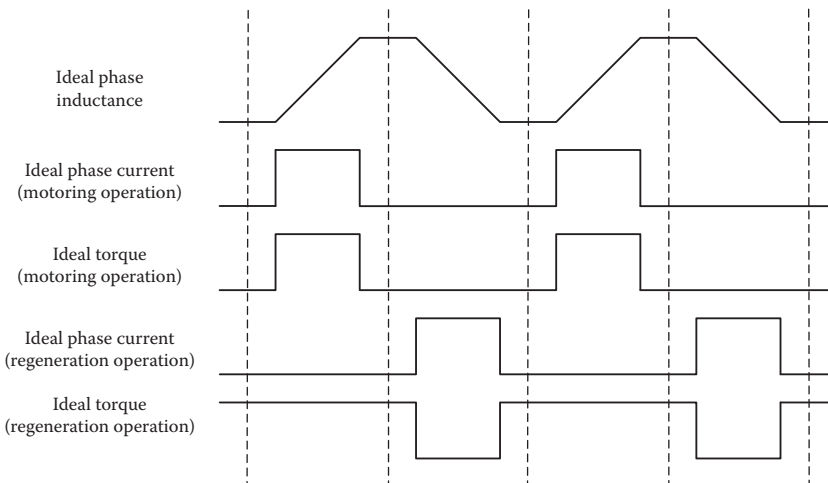 Ideal phase
inductance
Ideal phase current
(motoring operation)
Ideal torque
(motoring operation)
Ideal phase current
(regeneration operation)
Ideal torque
(regeneration operation)